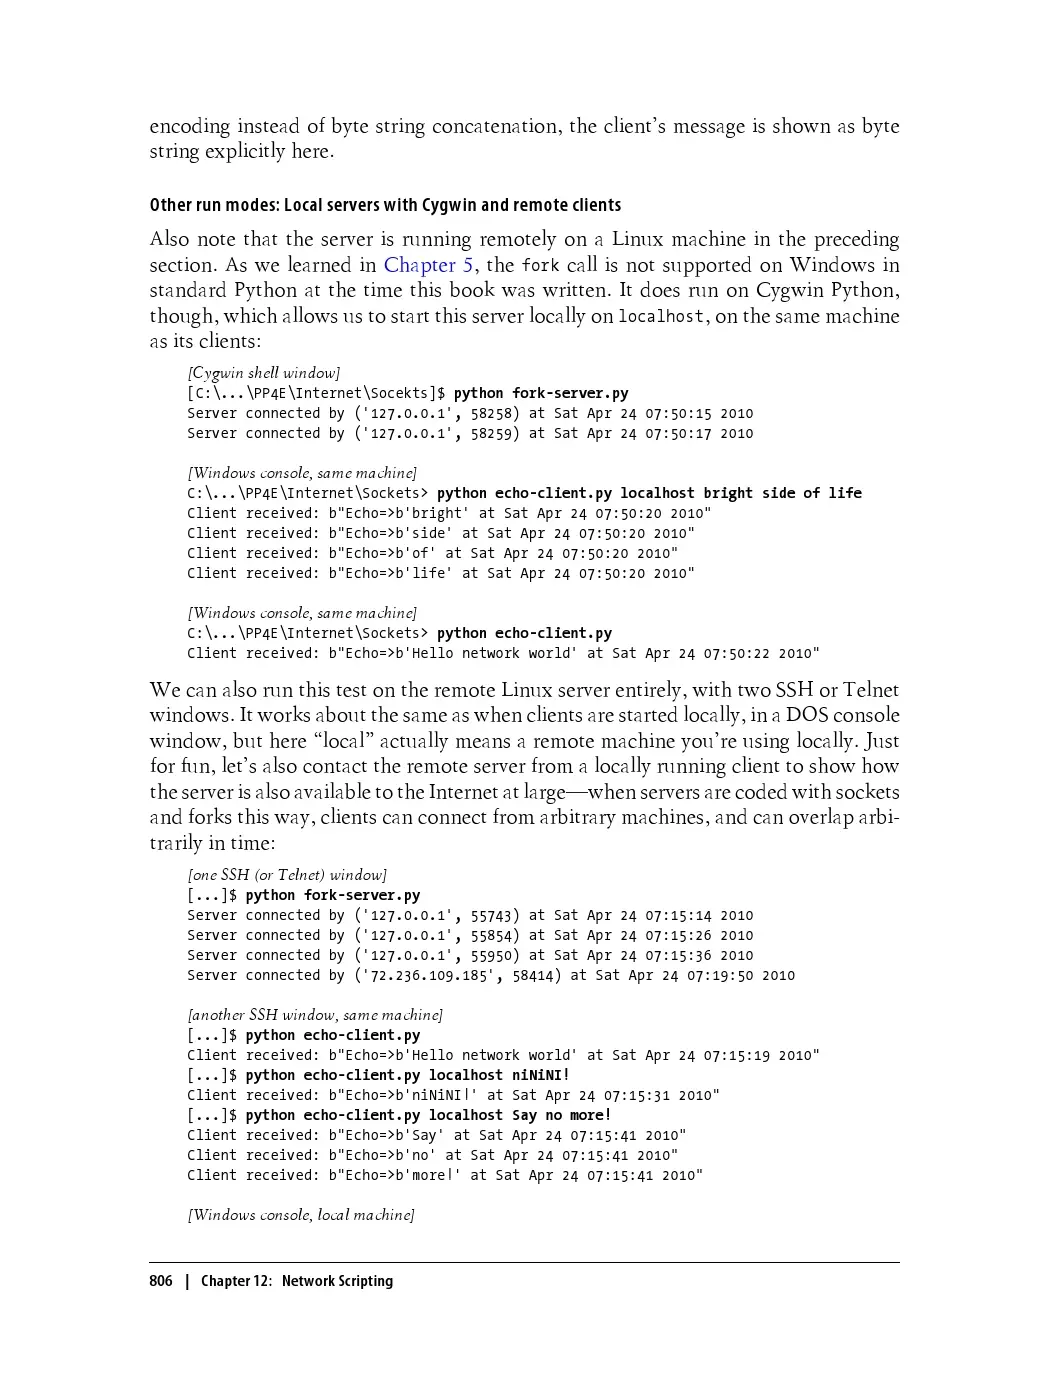 encoding instead of byte string concatenation, the client’s message is shown as byte
string explicitly here.
Other run modes: Local servers with Cygwin and remote clients
Also note that the server is running remotely on a Linux machine in the preceding
section. As we learned in Chapter 5, the fork call is not supported on Windows in
standard Python at the time this book was written. It does run on Cygwin Python,
though, which allows us to start this server locally on localhost, on the same machine
as its clients:
[Cygwin shell window]
[C:\...\PP4E\Internet\Socekts]$ python fork-server.py
Server connected by ('127.0.0.1', 58258) at Sat Apr 24 07:50:15 2010
Server connected by ('127.0.0.1', 58259) at Sat Apr 24 07:50:17 2010
[Windows console, same machine]
C:\...\PP4E\Internet\Sockets> python echo-client.py localhost bright side of life
Client received: b"Echo=>b'bright' at Sat Apr 24 07:50:20 2010"
Client received: b"Echo=>b'side' at Sat Apr 24 07:50:20 2010"
Client received: b"Echo=>b'of' at Sat Apr 24 07:50:20 2010"
Client received: b"Echo=>b'life' at Sat Apr 24 07:50:20 2010"
[Windows console, same machine]
C:\...\PP4E\Internet\Sockets> python echo-client.py
Client received: b"Echo=>b'Hello network world' at Sat Apr 24 07:50:22 2010"
We can also run this test on the remote Linux server entirely, with two SSH or Telnet
windows. It works about the same as when clients are started locally, in a DOS console
window, but here “local” actually means a remote machine you’re using locally. Just
for fun, let’s also contact the remote server from a locally running client to show how
the server is also available to the Internet at large—when servers are coded with sockets
and forks this way, clients can connect from arbitrary machines, and can overlap arbi-
trarily in time:
[one SSH (or Telnet) window]
[...]$ python fork-server.py
Server connected by ('127.0.0.1', 55743) at Sat Apr 24 07:15:14 2010
Server connected by ('127.0.0.1', 55854) at Sat Apr 24 07:15:26 2010
Server connected by ('127.0.0.1', 55950) at Sat Apr 24 07:15:36 2010
Server connected by ('72.236.109.185', 58414) at Sat Apr 24 07:19:50 2010
[another SSH window, same machine]
[...]$ python echo-client.py
Client received: b"Echo=>b'Hello network world' at Sat Apr 24 07:15:19 2010"
[...]$ python echo-client.py localhost niNiNI!
Client received: b"Echo=>b'niNiNI!' at Sat Apr 24 07:15:31 2010"
[...]$ python echo-client.py localhost Say no more!
Client received: b"Echo=>b'Say' at Sat Apr 24 07:15:41 2010"
Client received: b"Echo=>b'no' at Sat Apr 24 07:15:41 2010"
Client received: b"Echo=>b'more!' at Sat Apr 24 07:15:41 2010"
[Windows console, local machine]
806 | Chapter 12: Network Scripting